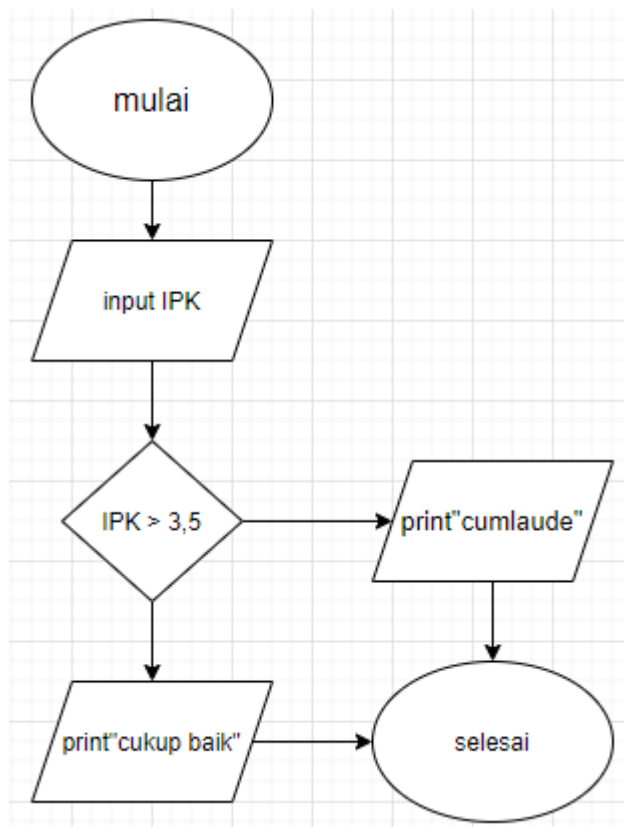 mulai
input IPK
IPK > 3,5
print"cumlaude"
print"cukup baik"
selesai